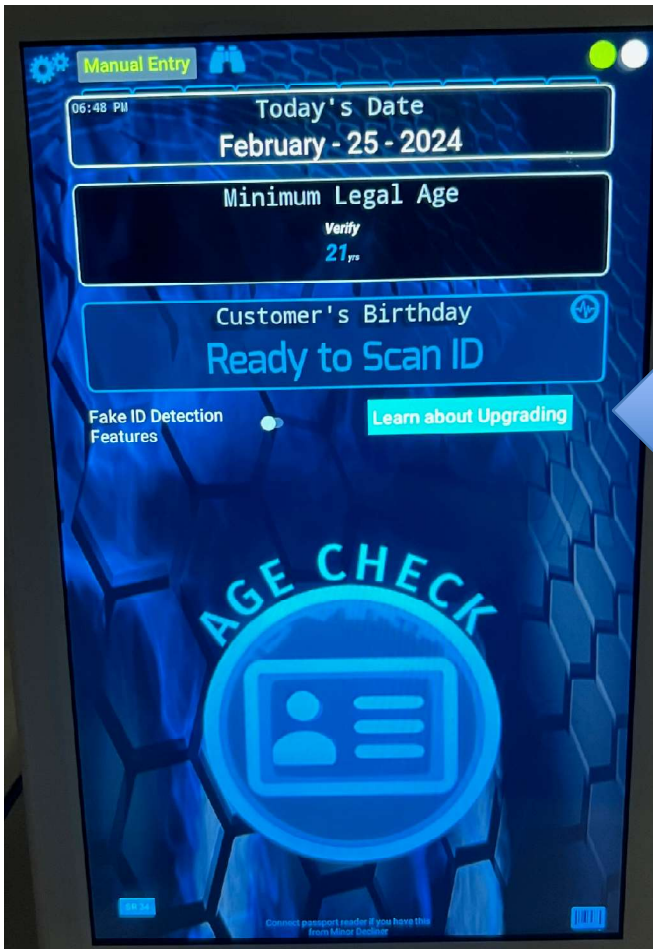 Manual Entry
06:48 PM
Today's Date
February - 25 - 2024
Minimum Legal Age
Verify
21 yrs
Customer's Birthday
Ready to Scan ID
Fake ID Detection
Features
Learn about Upgrading
AGE CHECK
Connect passport reader if you have this
from Minor Decliner